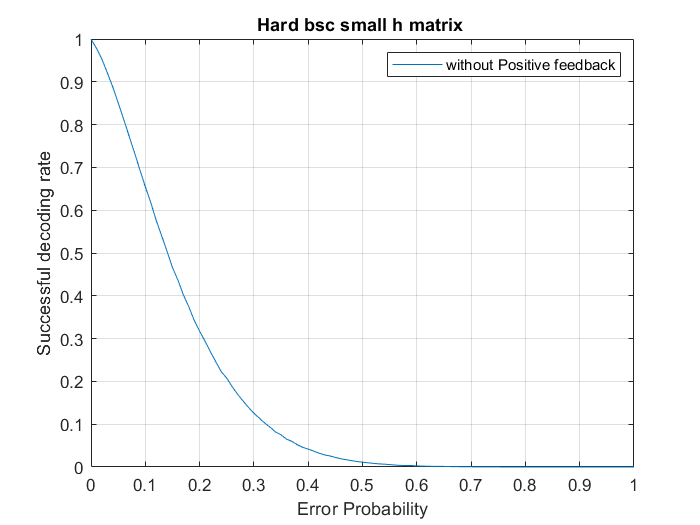 Hard bsc small h matrix
without Positive feedback
1
0.9
0.8
0.7
0.6
0.5
0.4
0.3
0.2
0.1
0
Successful decoding rate
0 0.1 0.2 0.3 0.4 0.5 0.6 0.7 0.8 0.9 1
Error Probability